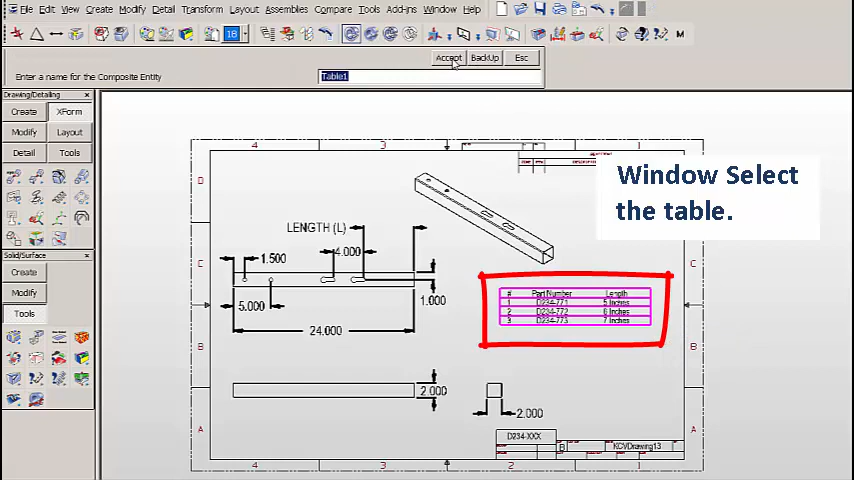 File Edit View Create Modify Detail Transform Layout Assemblies Compare Tools Add-ins Window Help
18
M
Accept BackUp Esc
Enter a name for the Composite Entity
Table1
Drawing/Detailing
Create XForm
Modify Layout
Detail Tools
Solid/Surface
Create
Modify
Tools
4 3 2 1
D
C
B
A
D
C
B
A
Window Select
the table.
LENGTH (L)
4.000
1.500
5.000
1.000
24.000
# Part Number Length
1 D234-771 5 Inches
2 D234-772 6 Inches
3 D234-773 7 Inches
2.000
2.000
D234-XXX
B KCVDrawing13
4 3 2 1